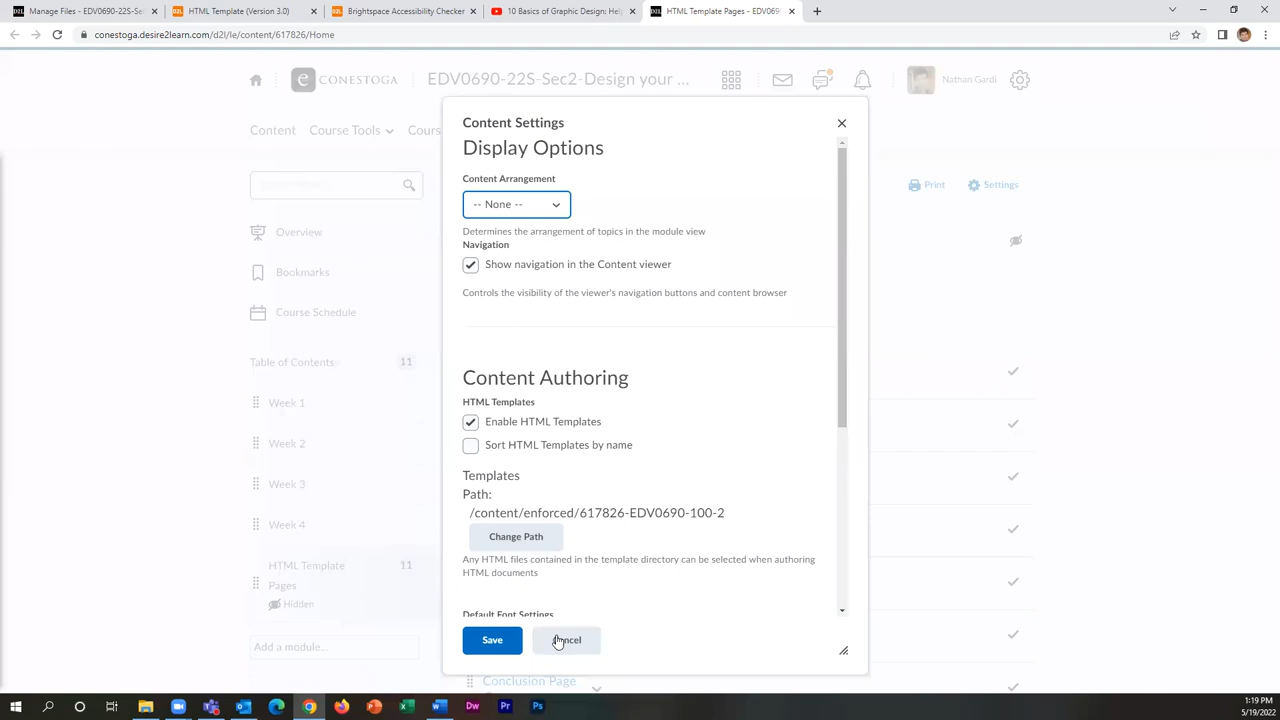 Manage Files - EDV0690-22S-Se
HTML Template (Version 3.0)
Brightspace Accessibility Checker
10 Basics of Graphic Design: Hel
HTML Template Pages - EDV069
conestoga.desire2learn.com/d2l/le/content/617826/Home
CONESTOGA
EDV0690-22S-Sec2-Design your ...
Nathan Gardi
Content
Course Tools
Cours
Print
Settings
Overview
Bookmarks
Course Schedule
Table of Contents
11
Week 1
Week 2
Week 3
Week 4
HTML Template
Pages
11
Hidden
Add a module...
Content Settings
Display Options
Content Arrangement
-- None --
Determines the arrangement of topics in the module view
Navigation
Show navigation in the Content viewer
Controls the visibility of the viewer's navigation buttons and content browser
Content Authoring
HTML Templates
Enable HTML Templates
Sort HTML Templates by name
Templates
Path:
/content/enforced/617826-EDV0690-100-2
Change Path
Any HTML files contained in the template directory can be selected when authoring
HTML documents
Default Font Settings
Save
Cancel
Conclusion Page
1:19 PM
5/19/2022